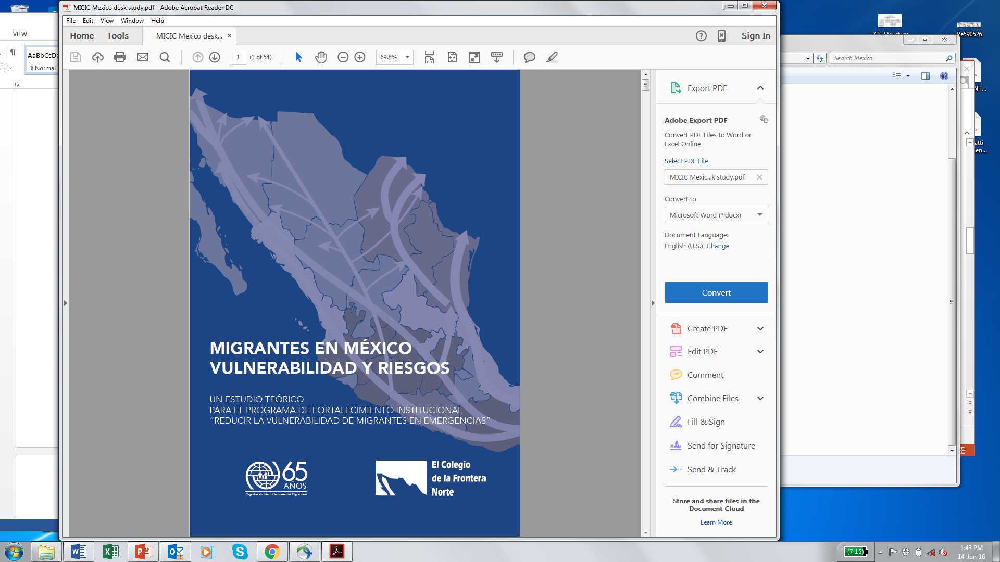 MICIC Mexico desk study.pdf - Adobe Acrobat Reader DC
File Edit View Window Help
Home Tools MICIC Mexico desk... × Sign In
1 (1 of 54) 69.8%
VIEW
AaBbCcDc
¶ Normal
Export PDF
Adobe Export PDF
Convert PDF Files to Word or
Excel Online
Select PDF File
MICIC Mexic...k study.pdf
Convert to
Microsoft Word (*.docx)
Document Language:
English (U.S.) Change
Convert
Create PDF
Edit PDF
Comment
Combine Files
Fill & Sign
Send for Signature
Send & Track
Store and share files in the
Document Cloud
Learn More
MIGRANTES EN MÉXICO
VULNERABILIDAD Y RIESGOS
UN ESTUDIO TEÓRICO
PARA EL PROGRAMA DE FORTALECIMIENTO INSTITUCIONAL
“REDUCIR LA VULNERABILIDAD DE MIGRANTES EN EMERGENCIAS”
65
AÑOS
Organización Internacional para las Migraciones
El Colegio
de la Frontera
Norte
Pe590526
Search Mexico
NT...
atti
en...
(7:15)
1:43 PM
14-Jun-16